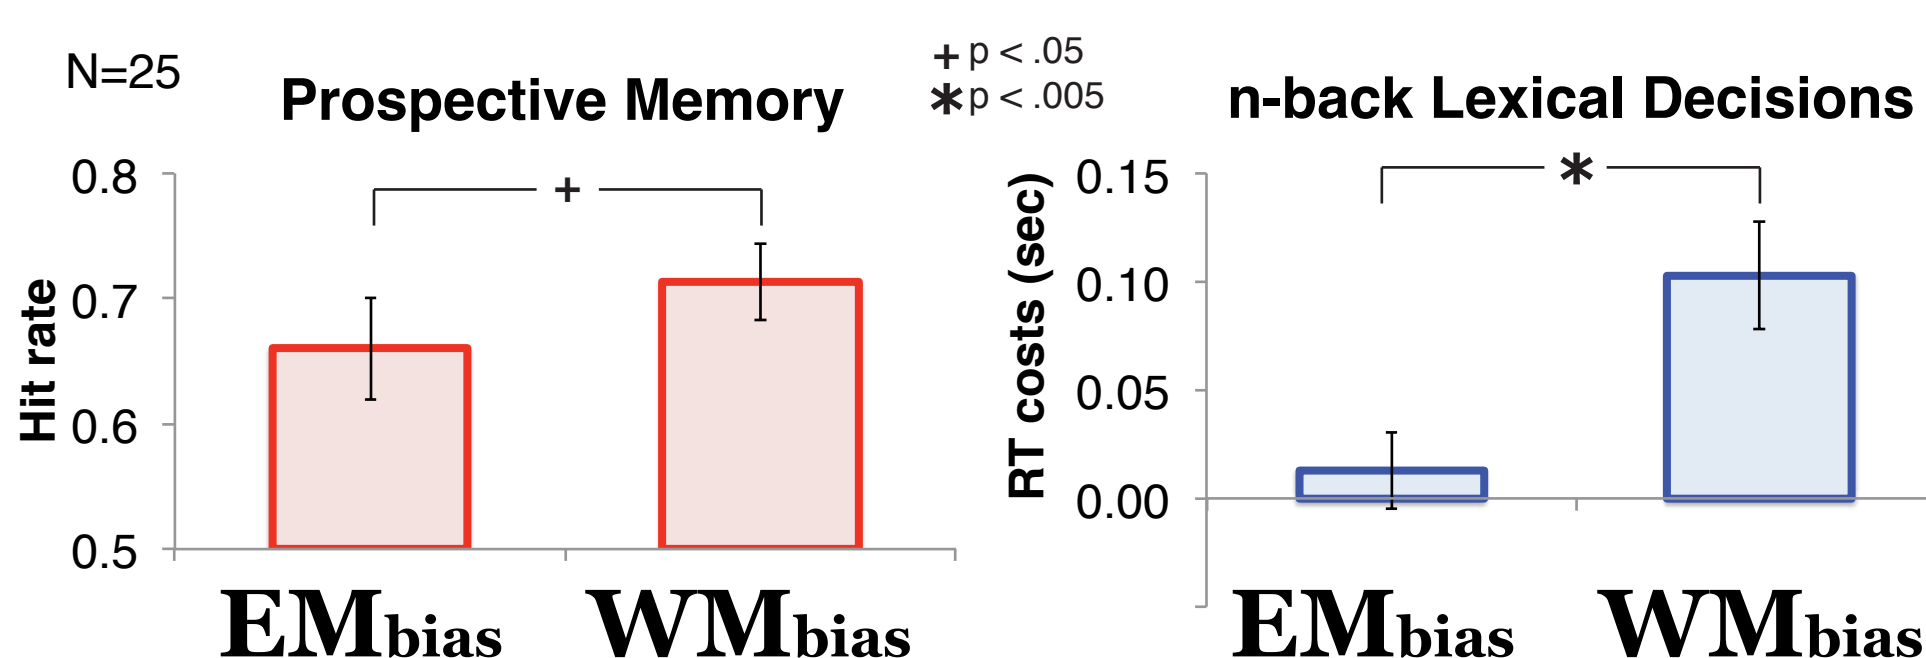 N=25
Prospective Memory
+ p < .05
* p < .005
n-back Lexical Decisions
Hit rate
0.8
0.7
0.6
0.5
+
EMbias WMbias
RT costs (sec)
0.15
0.10
0.05
0.00
*
EMbias WMbias